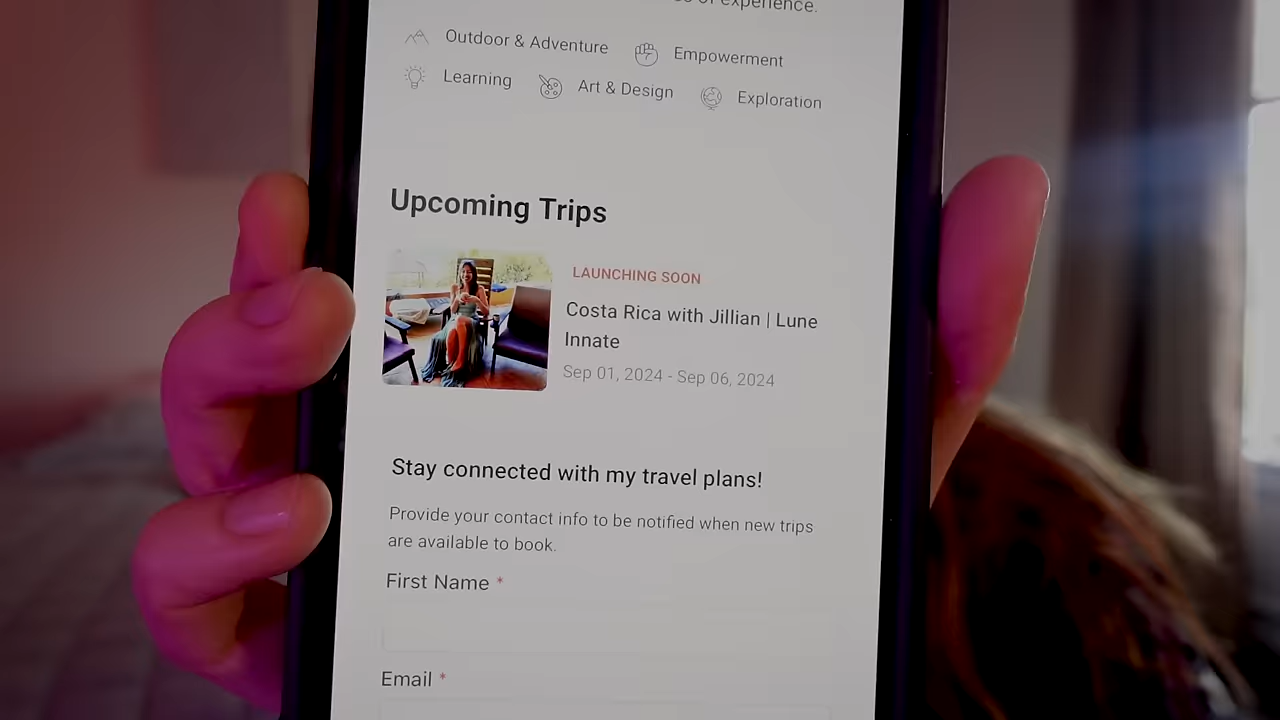 experience.
Outdoor & Adventure
Empowerment
Learning
Art & Design
Exploration
Upcoming Trips
LAUNCHING SOON
Costa Rica with Jillian | Lune
Innate
Sep 01, 2024 - Sep 06, 2024
Stay connected with my travel plans!
Provide your contact info to be notified when new trips
are available to book.
First Name *
Email *